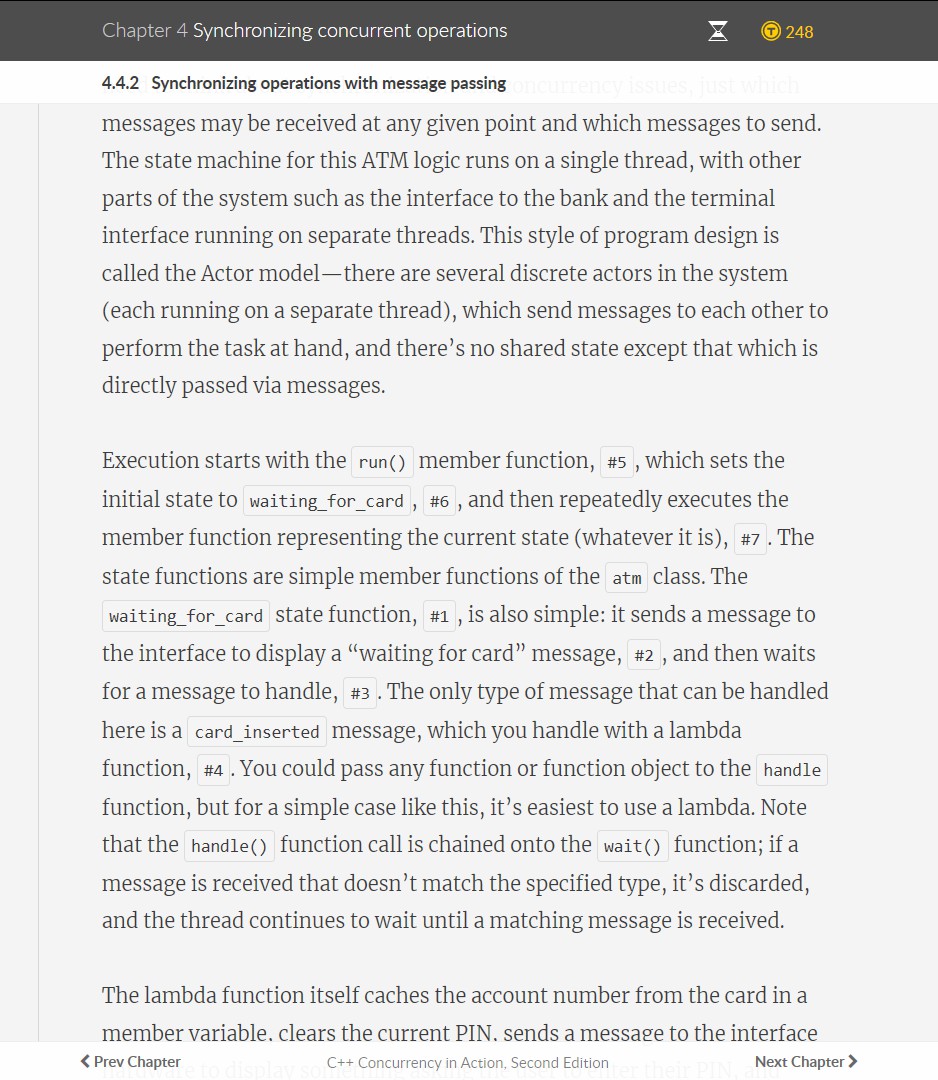 Chapter 4 Synchronizing concurrent operations
248
4.4.2 Synchronizing operations with message passing
concurrency issues, just which
messages may be received at any given point and which messages to send.
The state machine for this ATM logic runs on a single thread, with other
parts of the system such as the interface to the bank and the terminal
interface running on separate threads. This style of program design is
called the Actor model—there are several discrete actors in the system
(each running on a separate thread), which send messages to each other to
perform the task at hand, and there’s no shared state except that which is
directly passed via messages.
Execution starts with the run() member function, #5, which sets the
initial state to waiting_for_card, #6, and then repeatedly executes the
member function representing the current state (whatever it is), #7. The
state functions are simple member functions of the atm class. The
waiting_for_card state function, #1, is also simple: it sends a message to
the interface to display a “waiting for card” message, #2, and then waits
for a message to handle, #3. The only type of message that can be handled
here is a card_inserted message, which you handle with a lambda
function, #4. You could pass any function or function object to the handle
function, but for a simple case like this, it’s easiest to use a lambda. Note
that the handle() function call is chained onto the wait() function; if a
message is received that doesn’t match the specified type, it’s discarded,
and the thread continues to wait until a matching message is received.
The lambda function itself caches the account number from the card in a
member variable, clears the current PIN, sends a message to the interface
to display
let their PIN,
Prev Chapter
C++ Concurrency in Action, Second Edition
Next Chapter